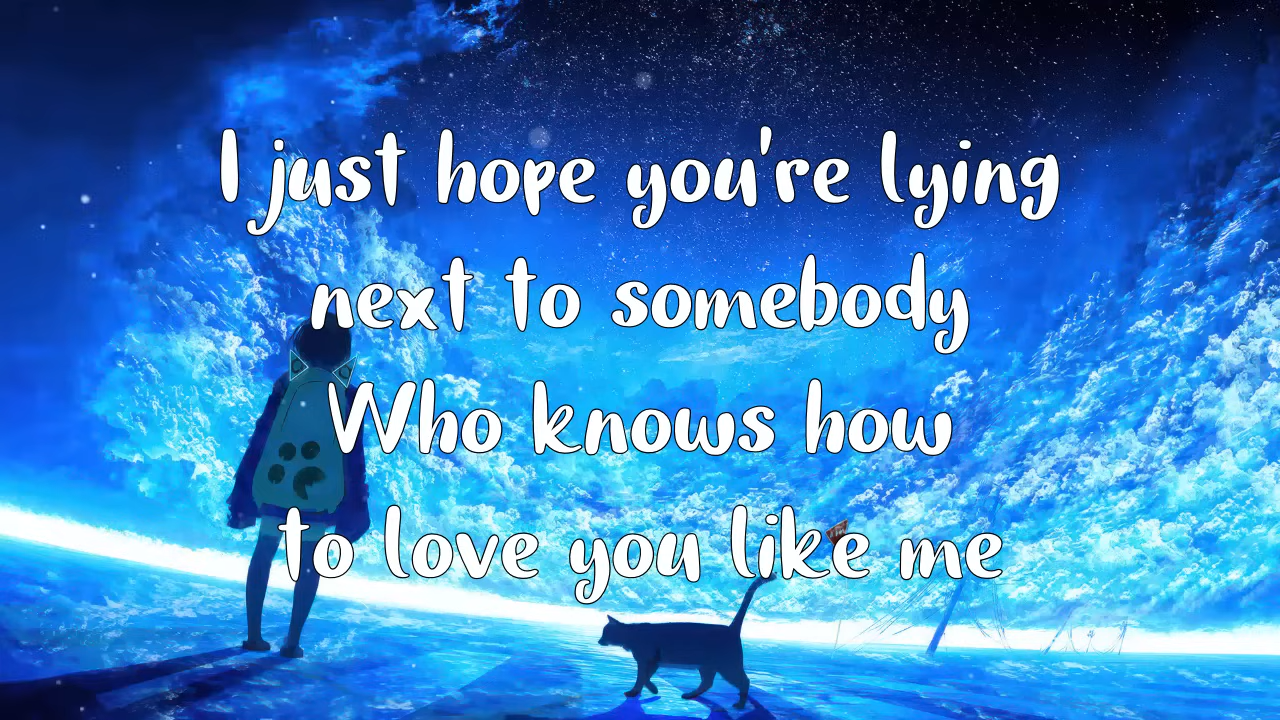 I just hope you're lying
next to somebody
Who knows how
to love you like me